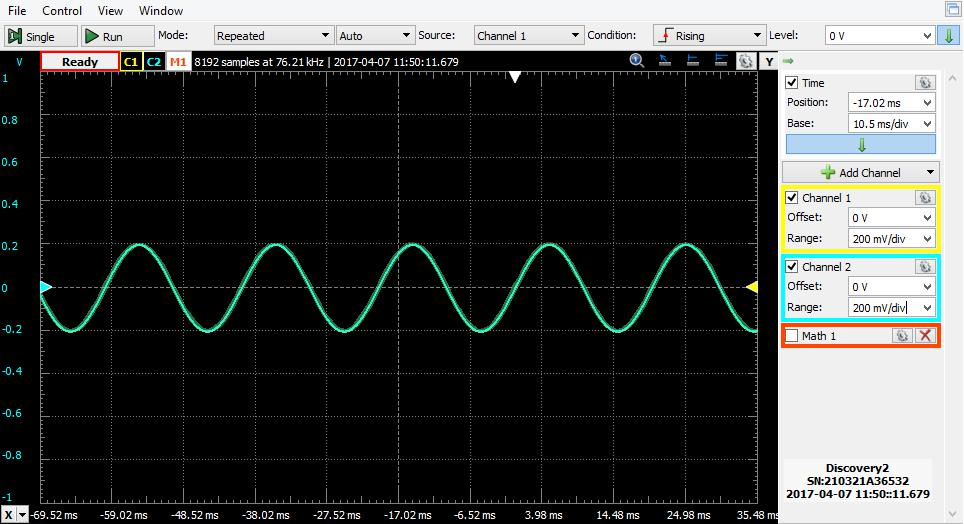 File Control View Window
Single Run Mode: Repeated Auto Source: Channel 1 Condition: Rising Level: 0 V
V Ready C1 C2 M1 8192 samples at 76.21 kHz | 2017-04-07 11:50:11.679 Y
Time
Position: -17.02 ms
Base: 10.5 ms/div
Add Channel
Channel 1
Offset: 0 V
Range: 200 mV/div
Channel 2
Offset: 0 V
Range: 200 mV/div
Math 1
1
0.8
0.6
0.4
0.2
0
-0.2
-0.4
-0.6
-0.8
-1
X -69.52 ms -59.02 ms -48.52 ms -38.02 ms -27.52 ms -17.02 ms -6.52 ms 3.98 ms 14.48 ms 24.98 ms 35.48 ms
Discovery2
SN:210321A36532
2017-04-07 11:50::11.679